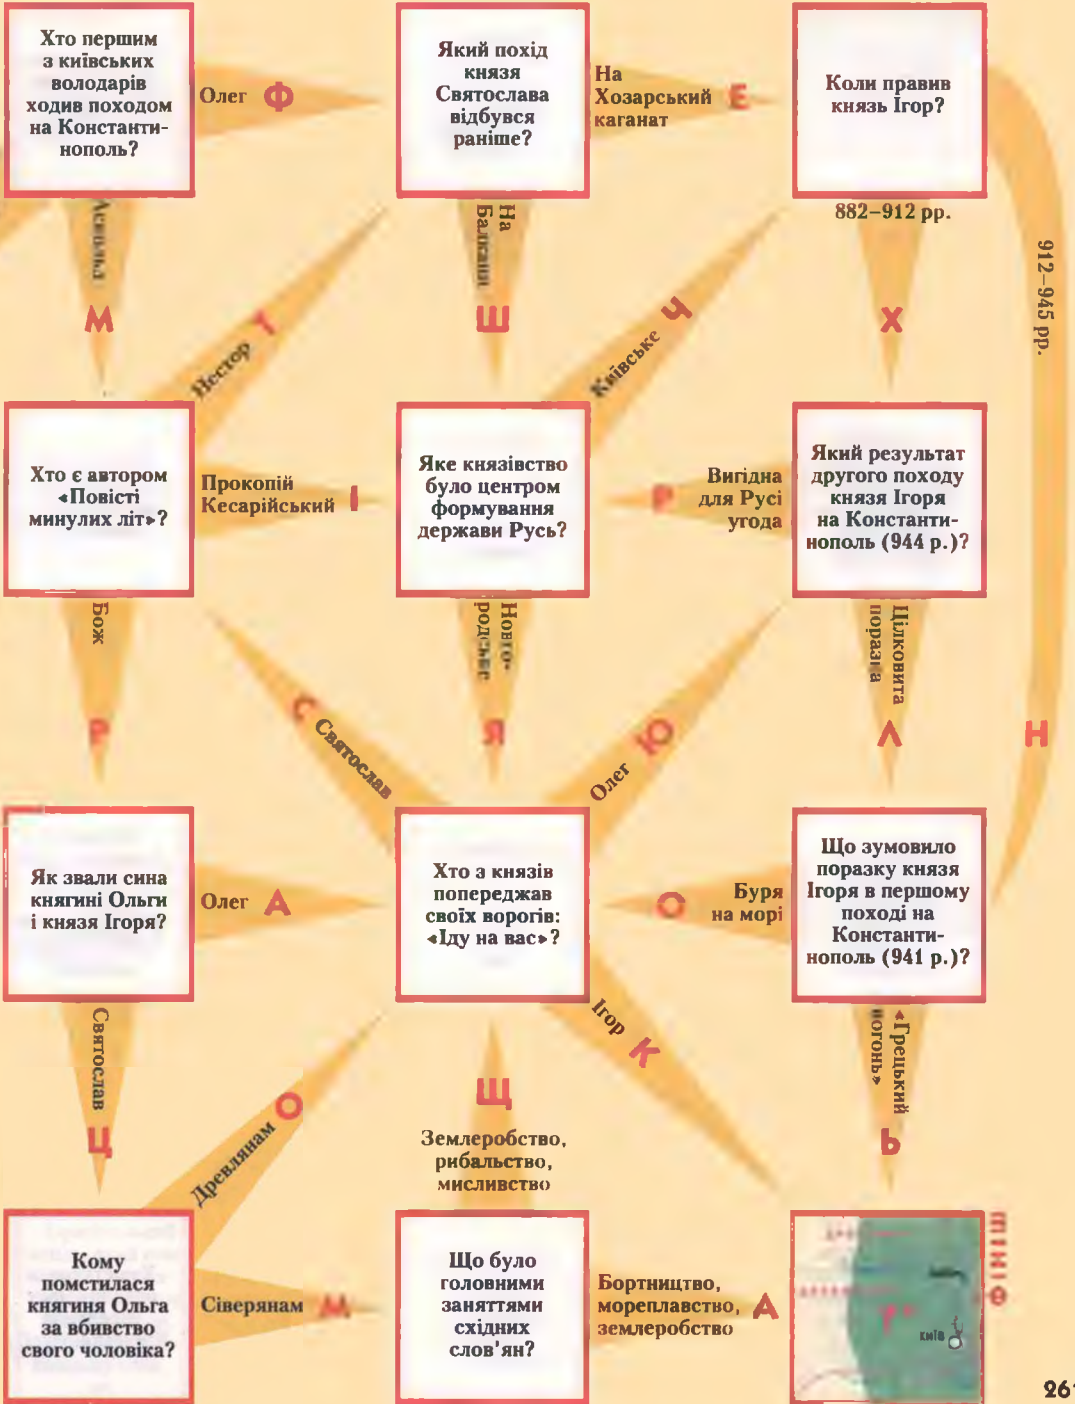 Хто першим
з київських
володарів
ходив походом
на Константи-
нополь?
Олег Ф
Який похід
князя
Святослава
відбувся
раніше?
На
Хозарський
каганат
Е
Коли правив
князь Ігор?
Аскольд
М
Нестор Т
На
Балкани
Ш
Київське Ч
882–912 рр.
Х
912–945 рр.
Н
Хто є автором
«Повісті
минулих літ»?
Прокопій
Кесарійський
І
Яке князівство
було центром
формування
держави Русь?
Р
Вигідна
для Русі
угода
Який результат
другого походу
князя Ігоря
на Константи-
нополь (944 р.)?
Бож
Р
С Святослав
Новго-
родське
Я
Олег Ю
Цілковита
поразка
Л
Як звали сина
княгині Ольги
і князя Ігоря?
Олег А
Хто з князів
попереджав
своїх ворогів:
«Іду на вас»?
О
Буря
на морі
Що зумовило
поразку князя
Ігоря в першому
поході на
Константи-
нополь (941 р.)?
Святослав
Ц
Древлянам О
Щ
Землеробство,
рибальство,
мисливство
Ігор К
«Грецький
вогонь»
Ь
Кому
помстилася
княгиня Ольга
за вбивство
свого чоловіка?
Сіверянам М
Що було
головними
заняттями
східних
слов'ян?
Бортництво,
мореплавство,
землеробство
А
КИЇВ
ФІНІШ
261